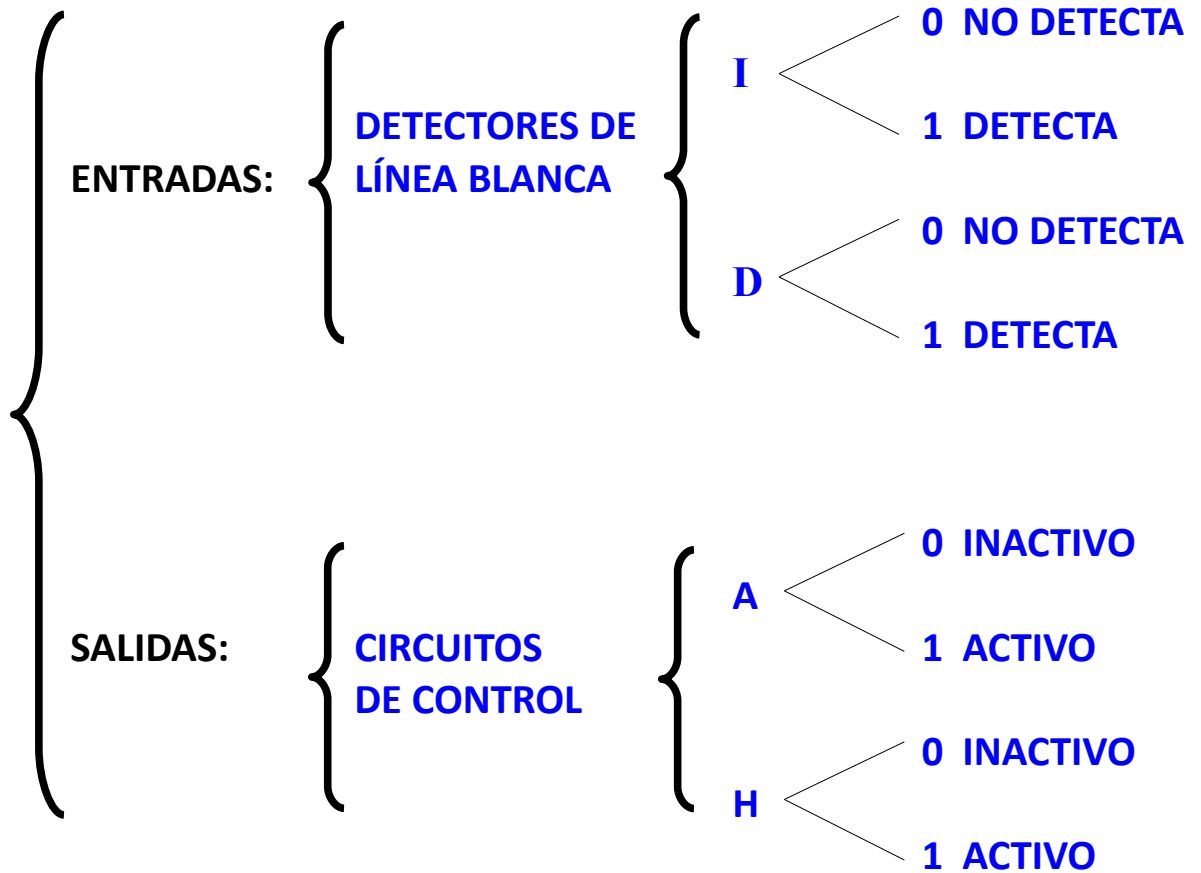 ENTRADAS:
DETECTORES DE
LÍNEA BLANCA
I
0 NO DETECTA
1 DETECTA
D
0 NO DETECTA
1 DETECTA
SALIDAS:
CIRCUITOS
DE CONTROL
A
0 INACTIVO
1 ACTIVO
H
0 INACTIVO
1 ACTIVO